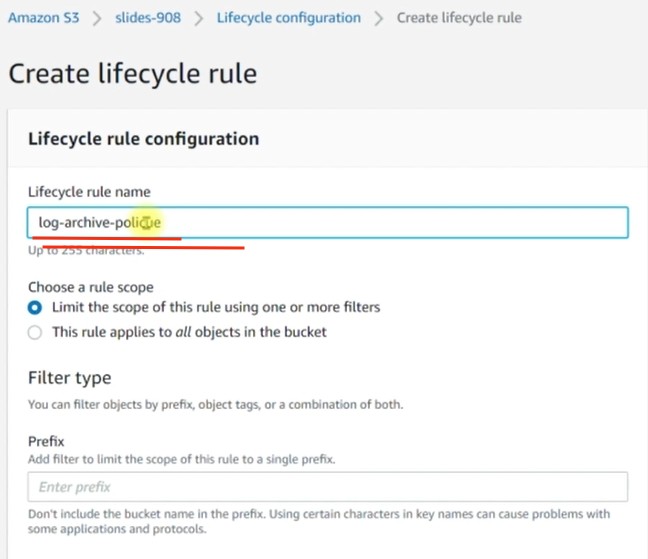 Amazon S3 > slides-908 > Lifecycle configuration > Create lifecycle rule
Create lifecycle rule
Lifecycle rule configuration
Lifecycle rule name
Up to 255 characters.
Choose a rule scope
Limit the scope of this rule using one or more filters
This rule applies to all objects in the bucket
Filter type
You can filter objects by prefix, object tags, or a combination of both.
Prefix
Add filter to limit the scope of this rule to a single prefix.
Enter prefix
Don't include the bucket name in the prefix. Using certain characters in key names can cause problems with
some applications and protocols.